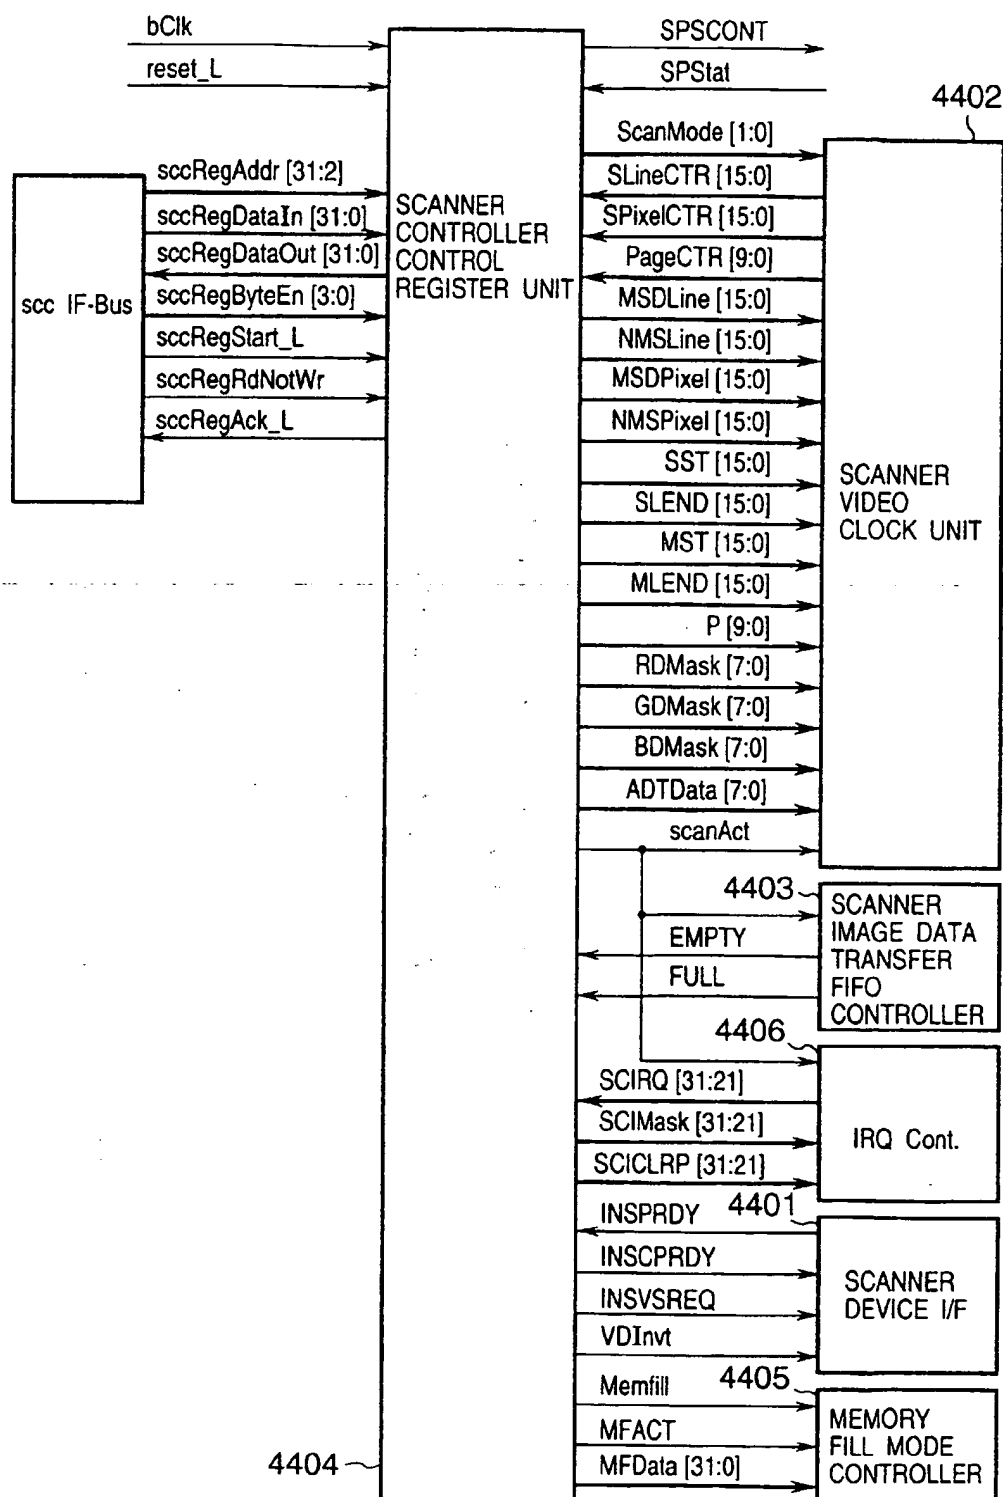 bClk
SPSCONT
reset_L
SPStat
4402
ScanMode [1:0]
sccRegAddr [31:2]
SLineCTR [15:0]
sccRegDataIn [31:0]
SPixelCTR [15:0]
sccRegDataOut [31:0]
PageCTR [9:0]
SCANNER
CONTROLLER
CONTROL
REGISTER UNIT
scc IF-Bus
sccRegByteEn [3:0]
MSDLine [15:0]
sccRegStart_L
NMSLine [15:0]
sccRegRdNotWr
MSDPixel [15:0]
sccRegAck_L
NMSPixel [15:0]
SST [15:0]
SCANNER
VIDEO
CLOCK UNIT
SLEND [15:0]
MST [15:0]
MLEND [15:0]
P [9:0]
RDMask [7:0]
GDMask [7:0]
BDMask [7:0]
ADTData [7:0]
scanAct
4403
SCANNER
IMAGE DATA
TRANSFER
FIFO
CONTROLLER
EMPTY
FULL
4406
SCIRQ [31:21]
SCIMask [31:21]
IRQ Cont.
SCICLRP [31:21]
4401
INSPRDY
INSCPRDY
SCANNER
DEVICE I/F
INSVSREQ
VDInvt
4405
Memfill
MFACT
MEMORY
FILL MODE
CONTROLLER
MFData [31:0]
4404